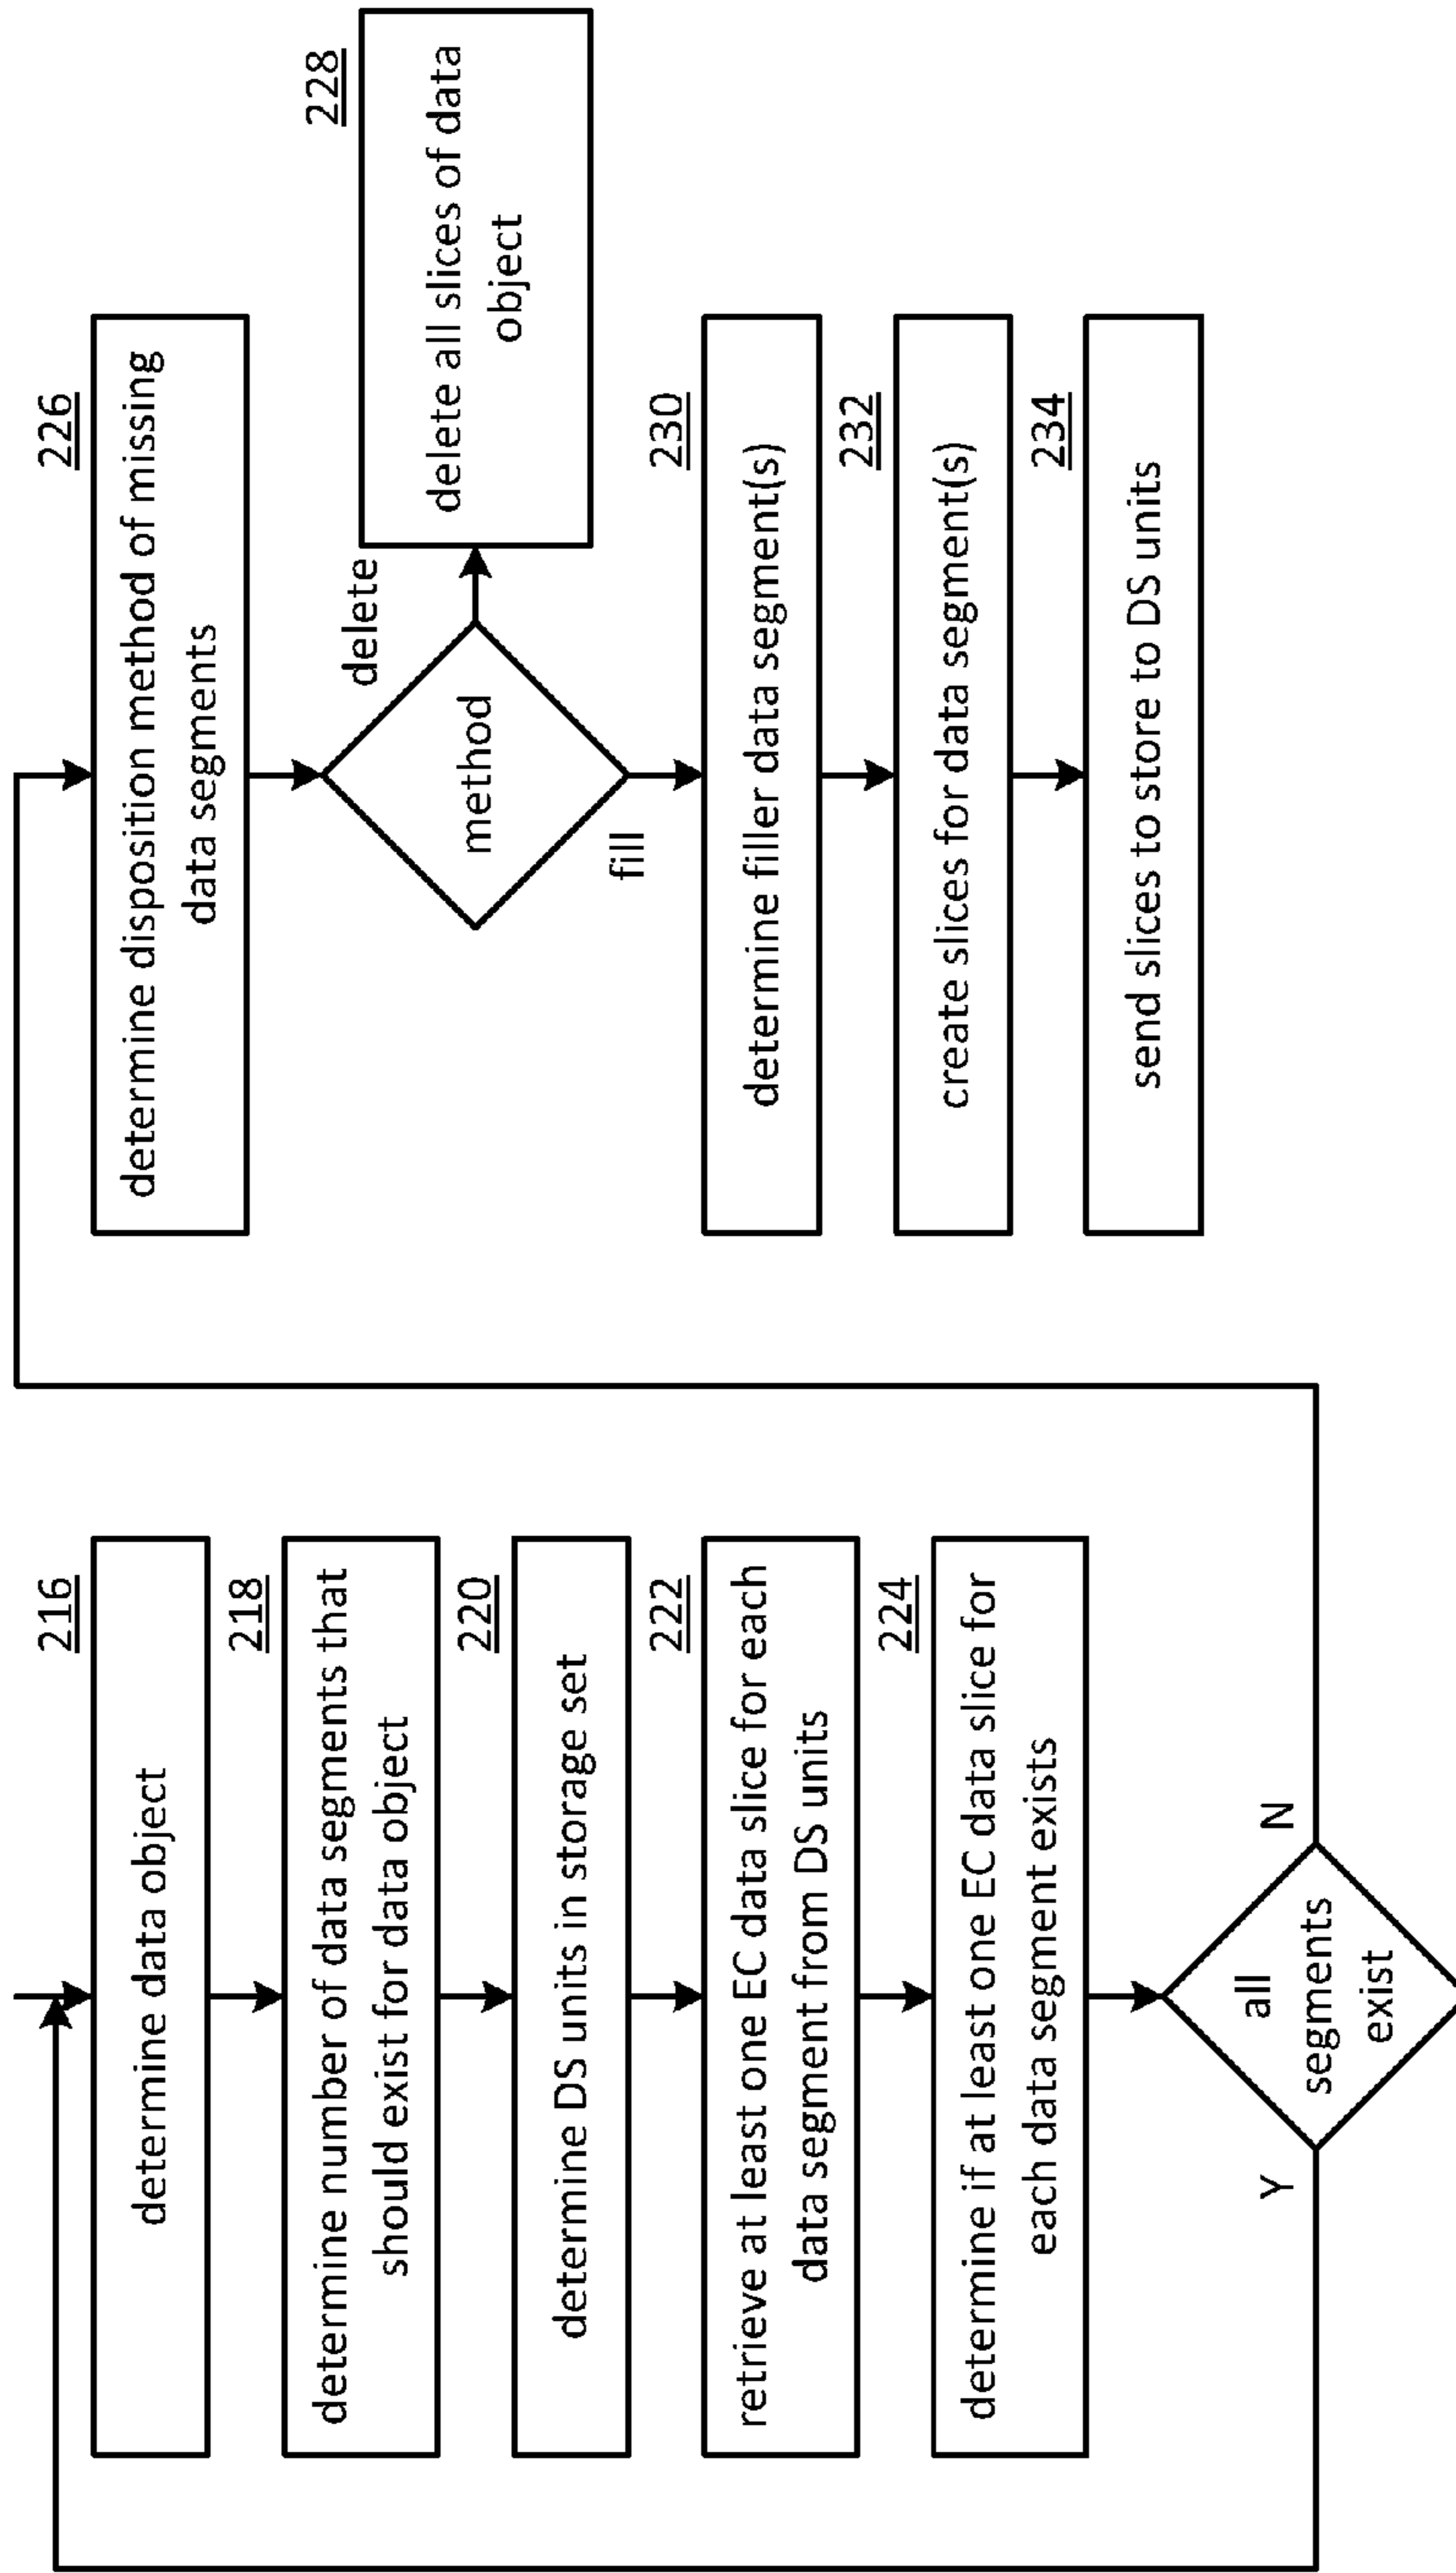 216
determine data object
218
determine number of data segments that
should exist for data object
220
determine DS units in storage set
222
retrieve at least one EC data slice for each
data segment from DS units
224
determine if at least one EC data slice for
each data segment exists
all
segments
exist
Y
N
226
determine disposition method of missing
data segments
method
delete
fill
228
delete all slices of data
object
230
determine filler data segment(s)
232
create slices for data segment(s)
234
send slices to store to DS units